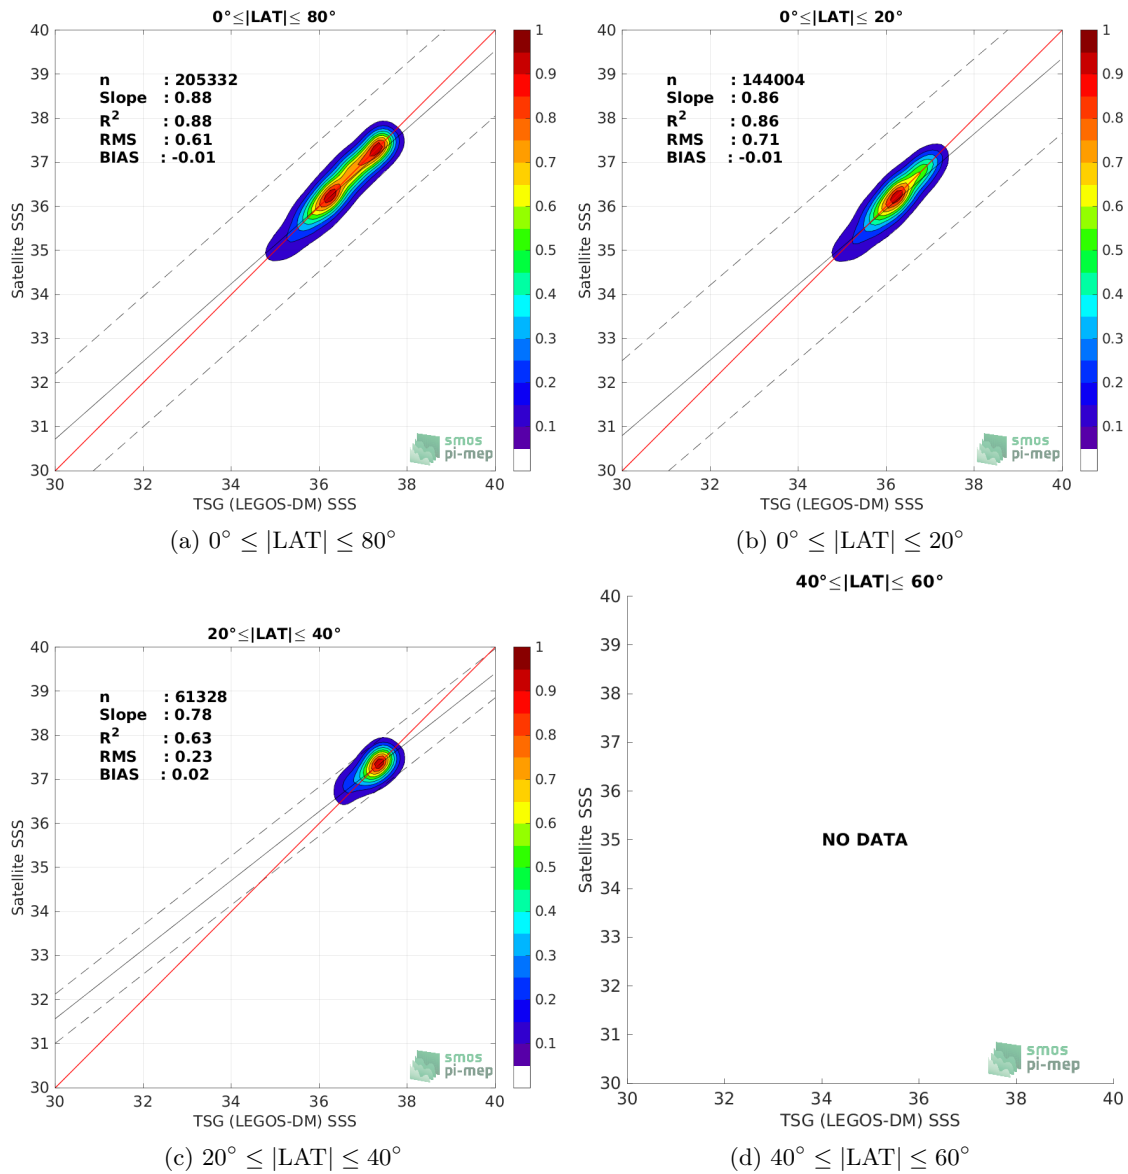 0°≤|LAT|≤ 80°
n : 205332
Slope : 0.88
R² : 0.88
RMS : 0.61
BIAS : -0.01
40
39
38
37
36
35
34
33
32
31
30
30 32 34 36 38 40
Satellite SSS
TSG (LEGOS-DM) SSS
1
0.9
0.8
0.7
0.6
0.5
0.4
0.3
0.2
0.1
smos
pi-mep
(a) 0° ≤ |LAT| ≤ 80°
0°≤|LAT|≤ 20°
n : 144004
Slope : 0.86
R² : 0.86
RMS : 0.71
BIAS : -0.01
40
39
38
37
36
35
34
33
32
31
30
30 32 34 36 38 40
Satellite SSS
TSG (LEGOS-DM) SSS
1
0.9
0.8
0.7
0.6
0.5
0.4
0.3
0.2
0.1
smos
pi-mep
(b) 0° ≤ |LAT| ≤ 20°
20°≤|LAT|≤ 40°
n : 61328
Slope : 0.78
R² : 0.63
RMS : 0.23
BIAS : 0.02
40
39
38
37
36
35
34
33
32
31
30
30 32 34 36 38 40
Satellite SSS
TSG (LEGOS-DM) SSS
1
0.9
0.8
0.7
0.6
0.5
0.4
0.3
0.2
0.1
smos
pi-mep
(c) 20° ≤ |LAT| ≤ 40°
40°≤|LAT|≤ 60°
40
39
38
37
36
35
34
33
32
31
30
30 32 34 36 38 40
Satellite SSS
NO DATA
TSG (LEGOS-DM) SSS
smos
pi-mep
(d) 40° ≤ |LAT| ≤ 60°